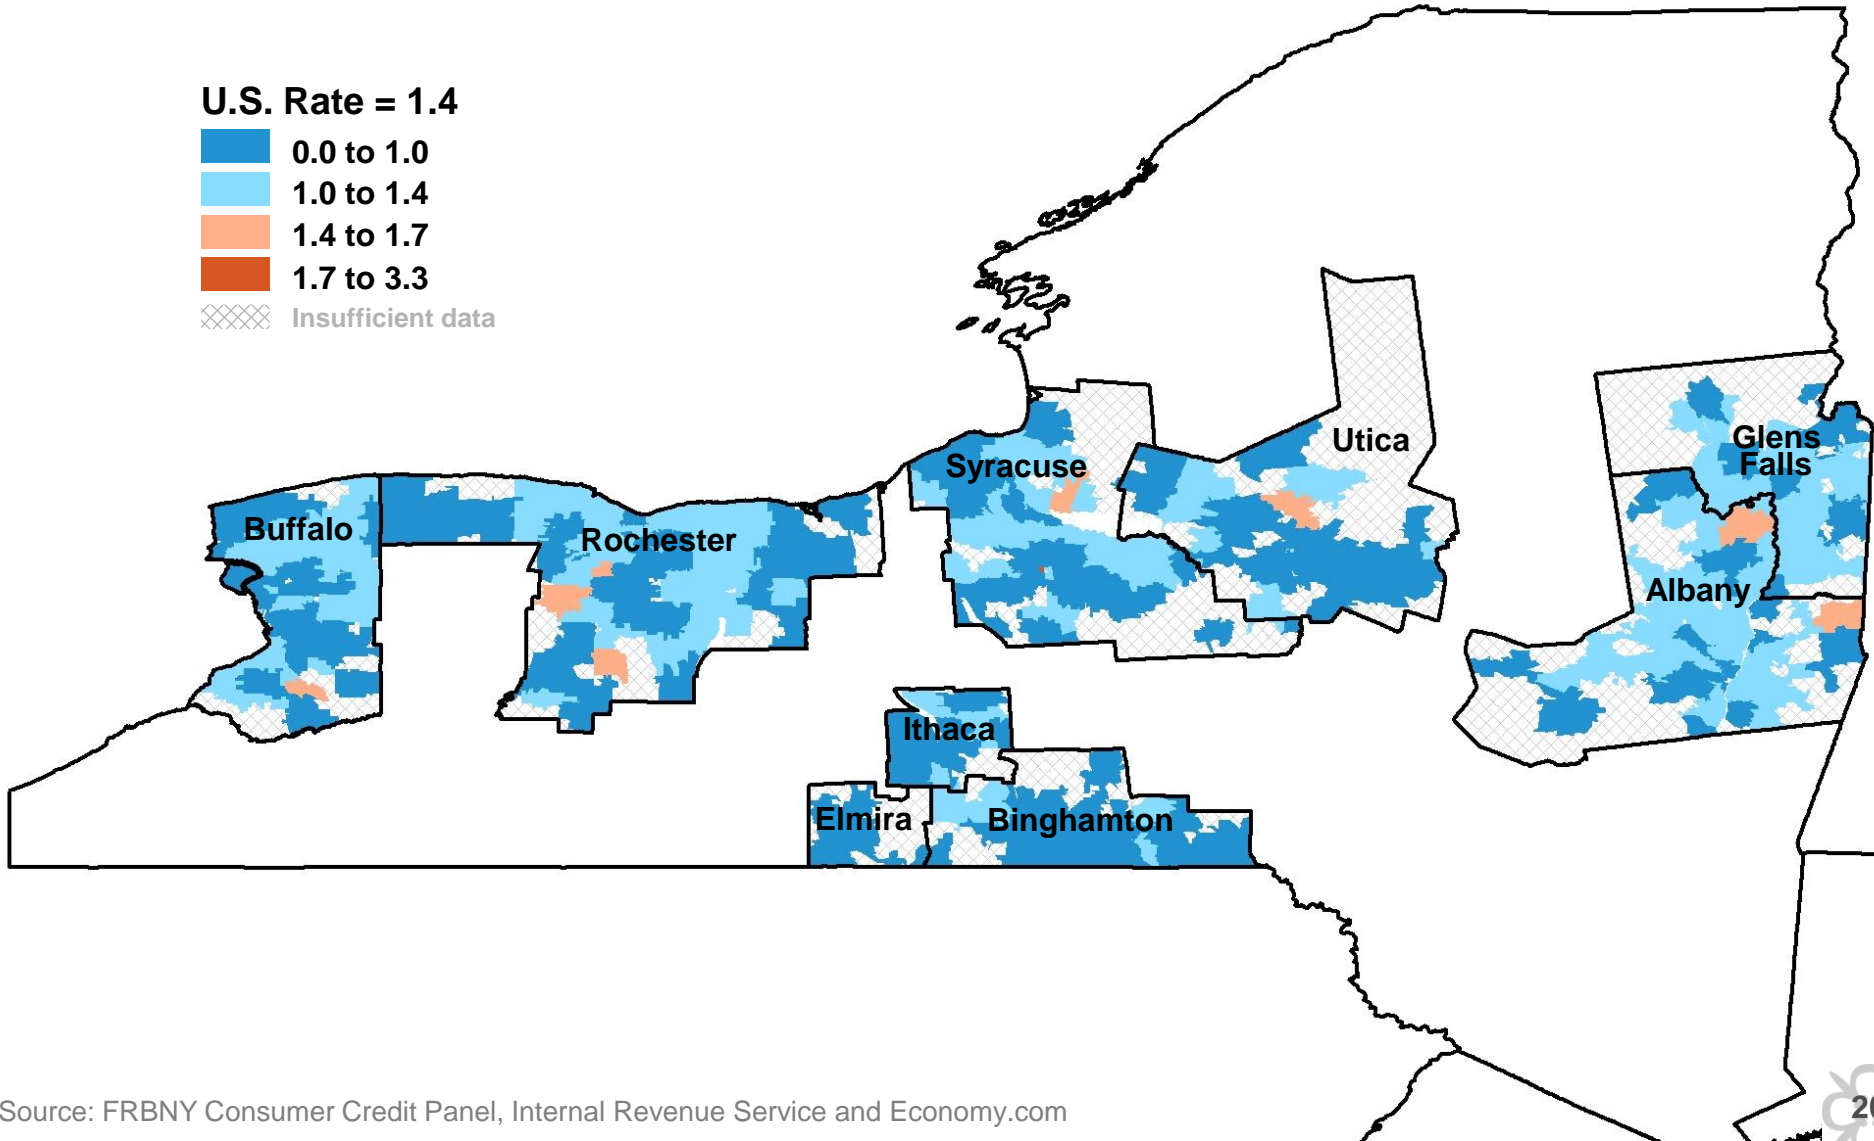 U.S. Rate = 1.4
0.0 to 1.0
1.0 to 1.4
1.4 to 1.7
1.7 to 3.3
Insufficient data
Utica
Glens
Falls
Syracuse
Buffalo
Rochester
Albany
Ithaca
Elmira
Binghamton
Source: FRBNY Consumer Credit Panel, Internal Revenue Service and Economy.com